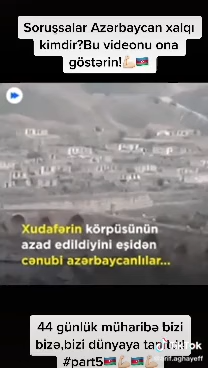 Soruşsalar Azərbaycan xalqı
kimdir?Bu videonu ona
göstərin!💪🏻🇦🇿
Xudafərin körpüsünün
azad edildiyini eşidən
cənubi azərbaycanlılar...
44 günlük müharibə bizi
bizə,bizi dünyaya tanıtdı!
#part5🇦🇿💪🏻🇦🇿💪🏻